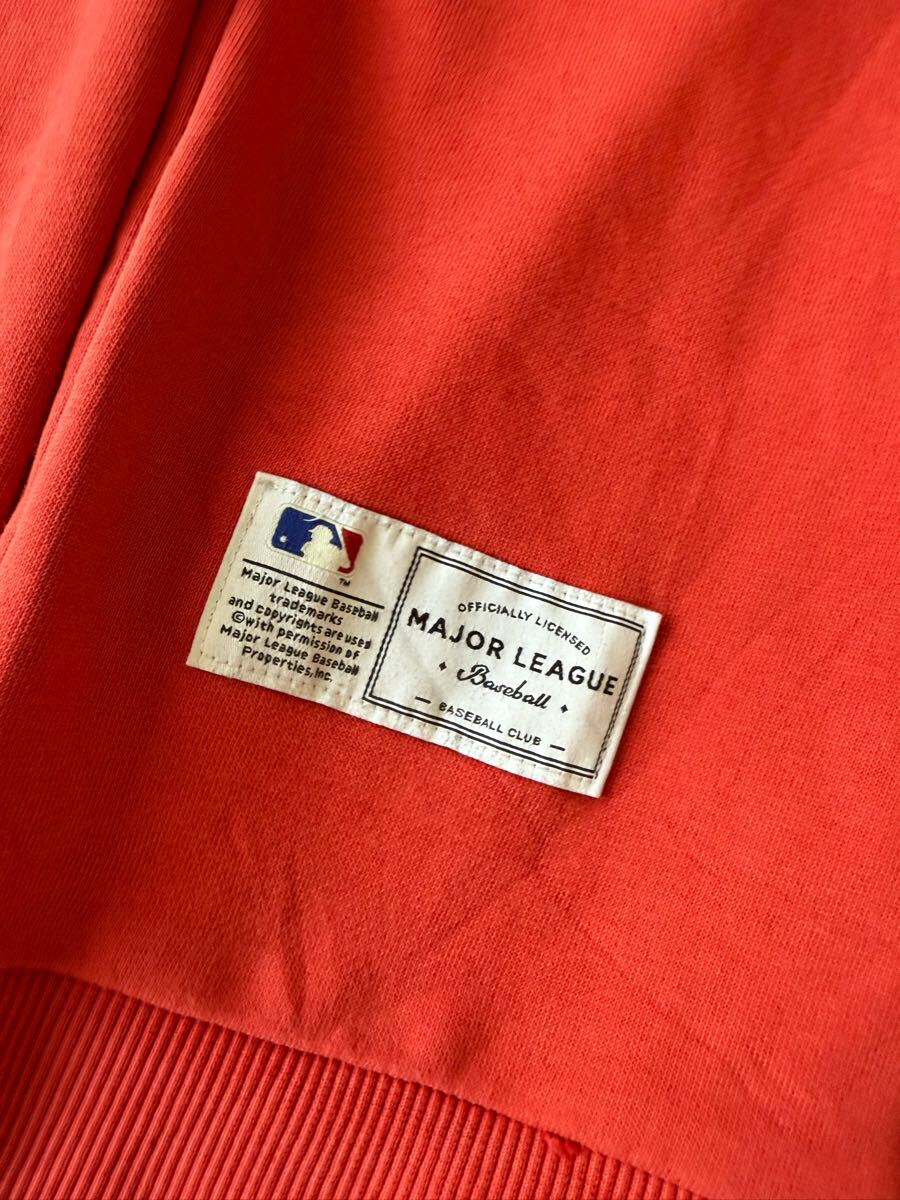 TM
Major League Baseball
trademarks
and copyrights are used
©with permission of
Major League Baseball
Properties,Inc.
OFFICIALLY LICENSED
MAJOR LEAGUE
Baseball
BASEBALL CLUB